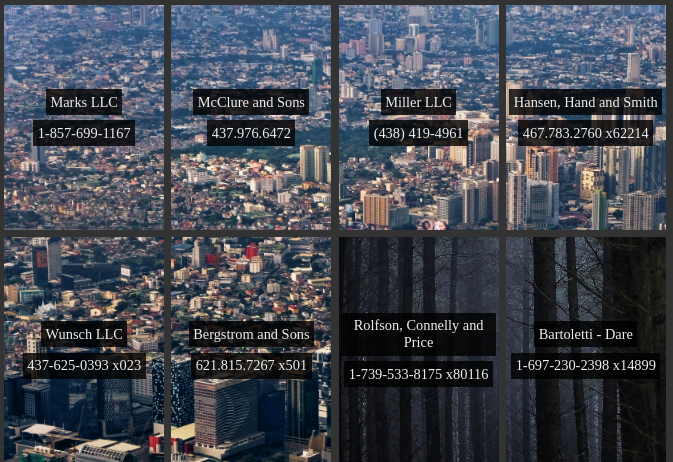 Marks LLC
1-857-699-1167
McClure and Sons
437.976.6472
Miller LLC
(438) 419-4961
Hansen, Hand and Smith
467.783.2760 x62214
Wunsch LLC
437-625-0393 x023
Bergstrom and Sons
621.815.7267 x501
Rolfson, Connelly and
Price
1-739-533-8175 x80116
Bartoletti - Dare
1-697-230-2398 x14899